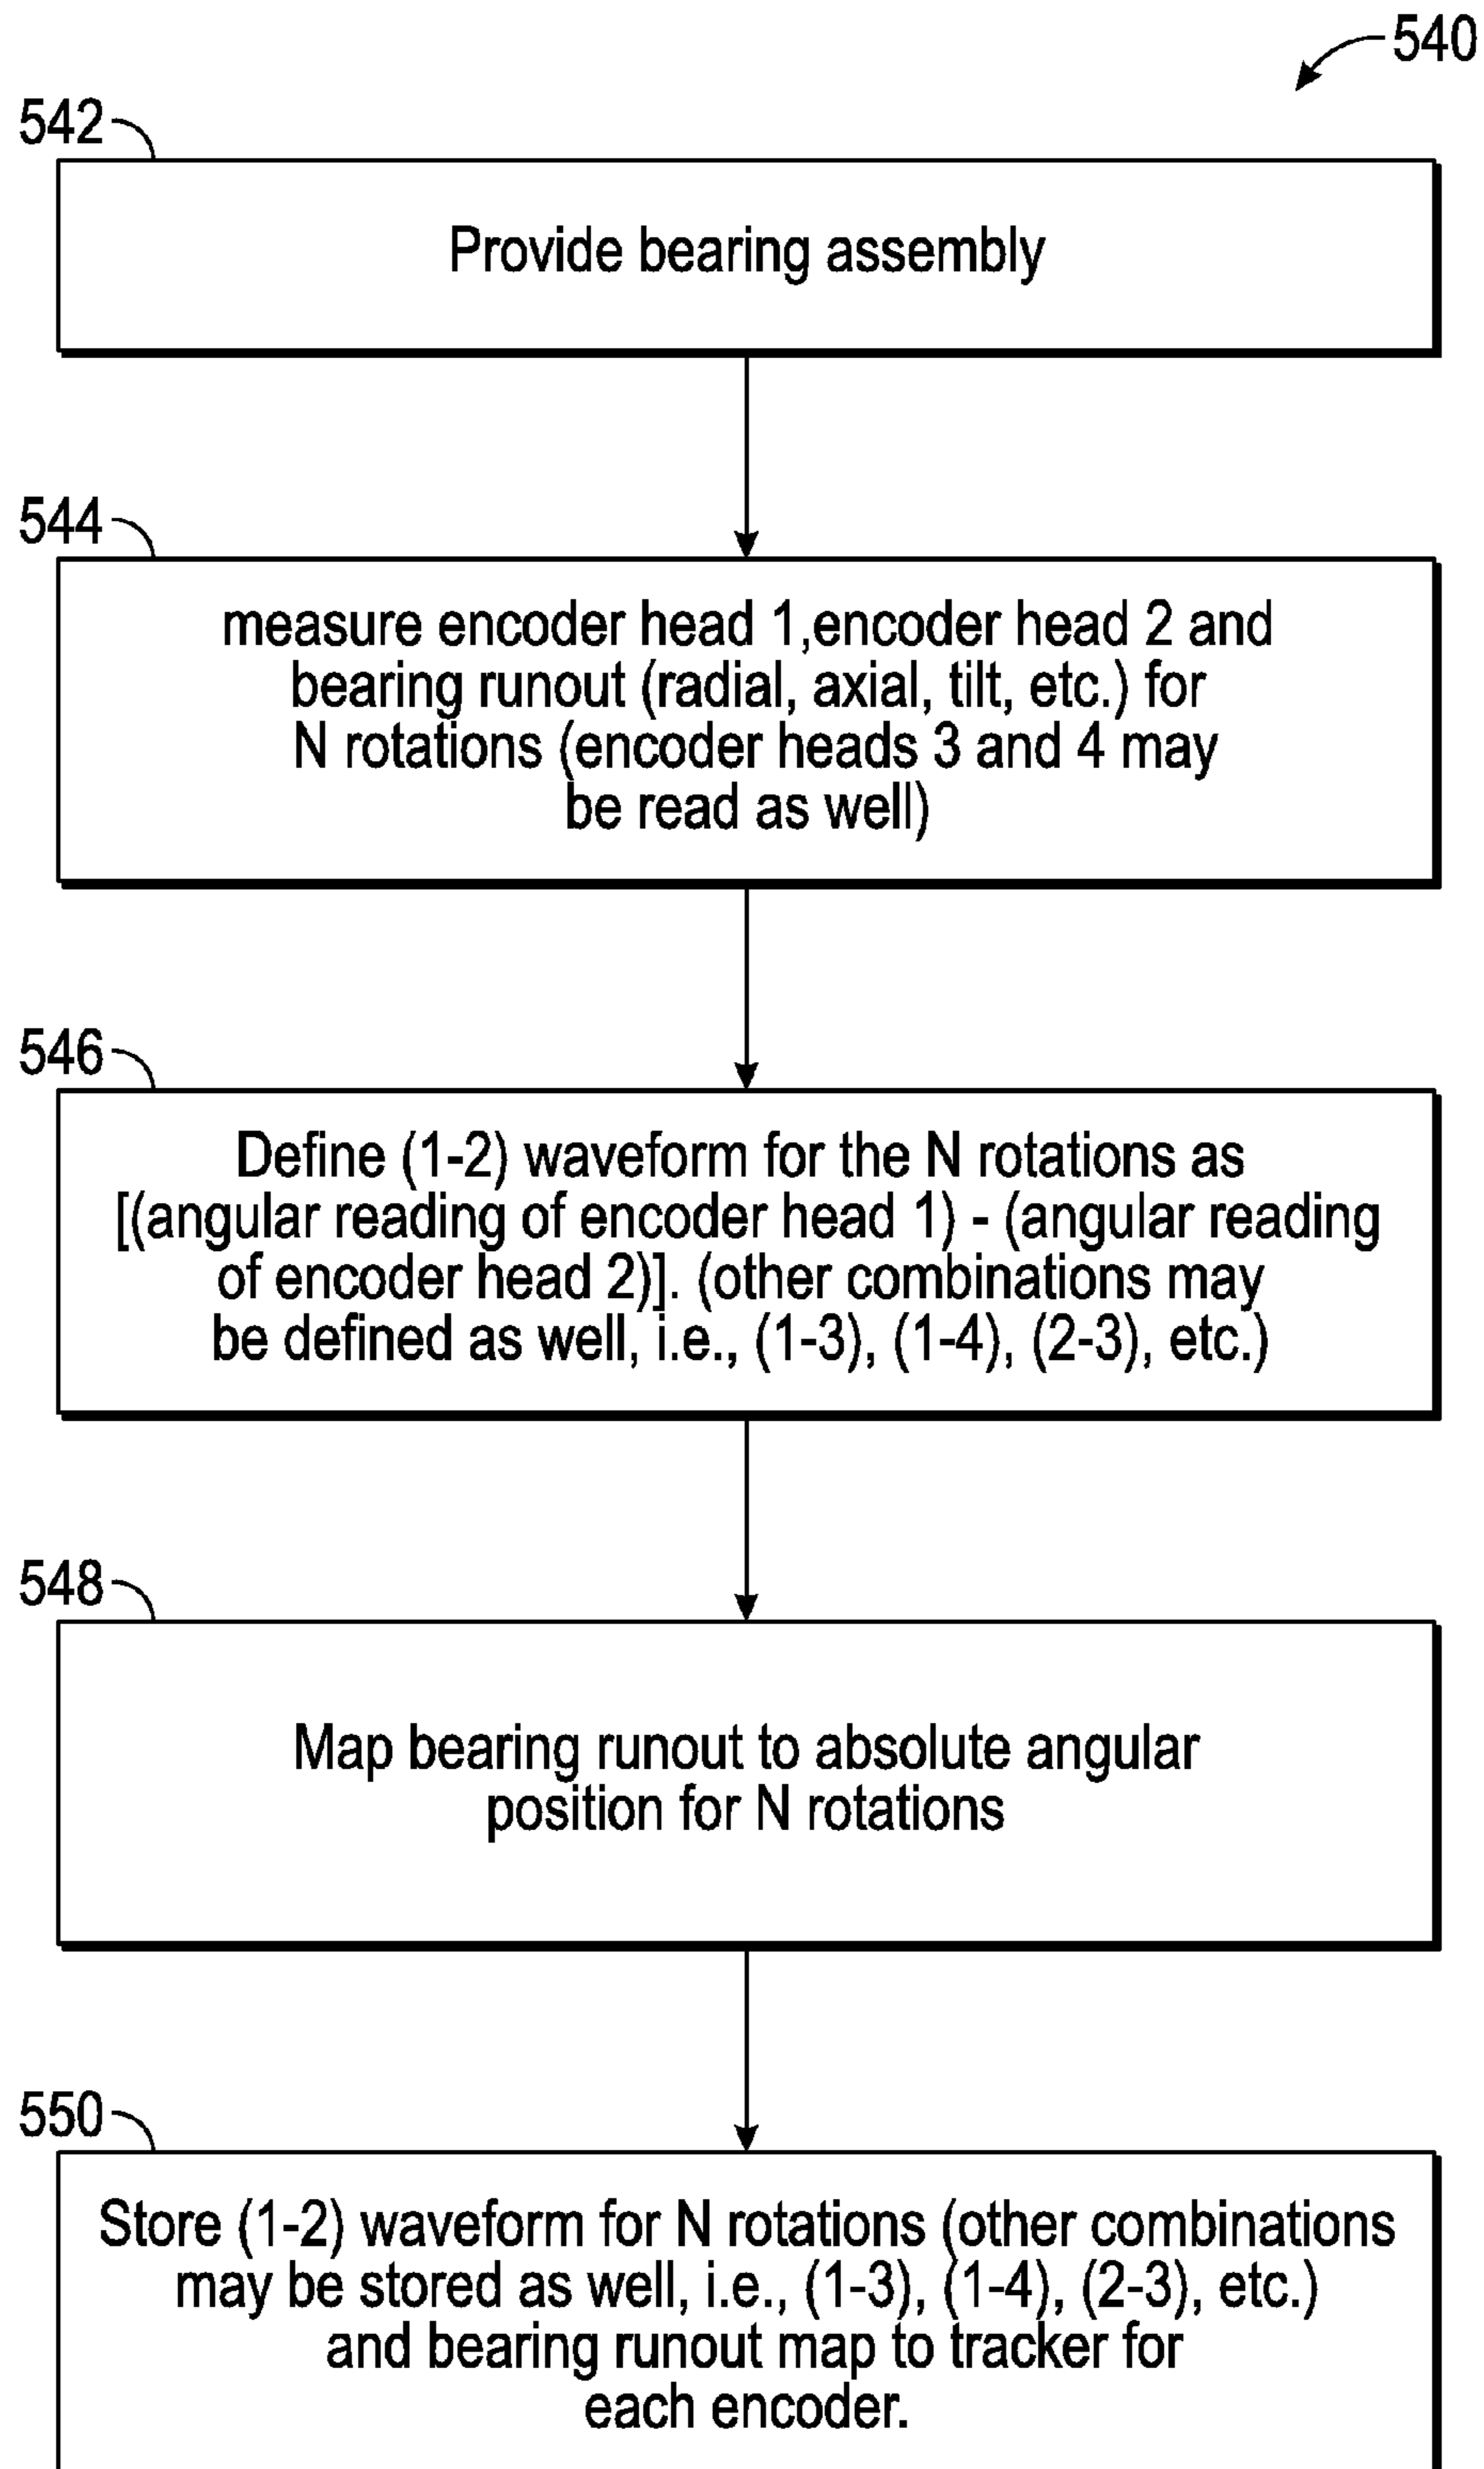 540
542
Provide bearing assembly
544
measure encoder head 1,encoder head 2 and
bearing runout (radial, axial, tilt, etc.) for
N rotations (encoder heads 3 and 4 may
be read as well)
546
Define (1-2) waveform for the N rotations as
[(angular reading of encoder head 1) - (angular reading
of encoder head 2)]. (other combinations may
be defined as well, i.e., (1-3), (1-4), (2-3), etc.)
548
Map bearing runout to absolute angular
position for N rotations
550
Store (1-2) waveform for N rotations (other combinations
may be stored as well, i.e., (1-3), (1-4), (2-3), etc.)
and bearing runout map to tracker for
each encoder.